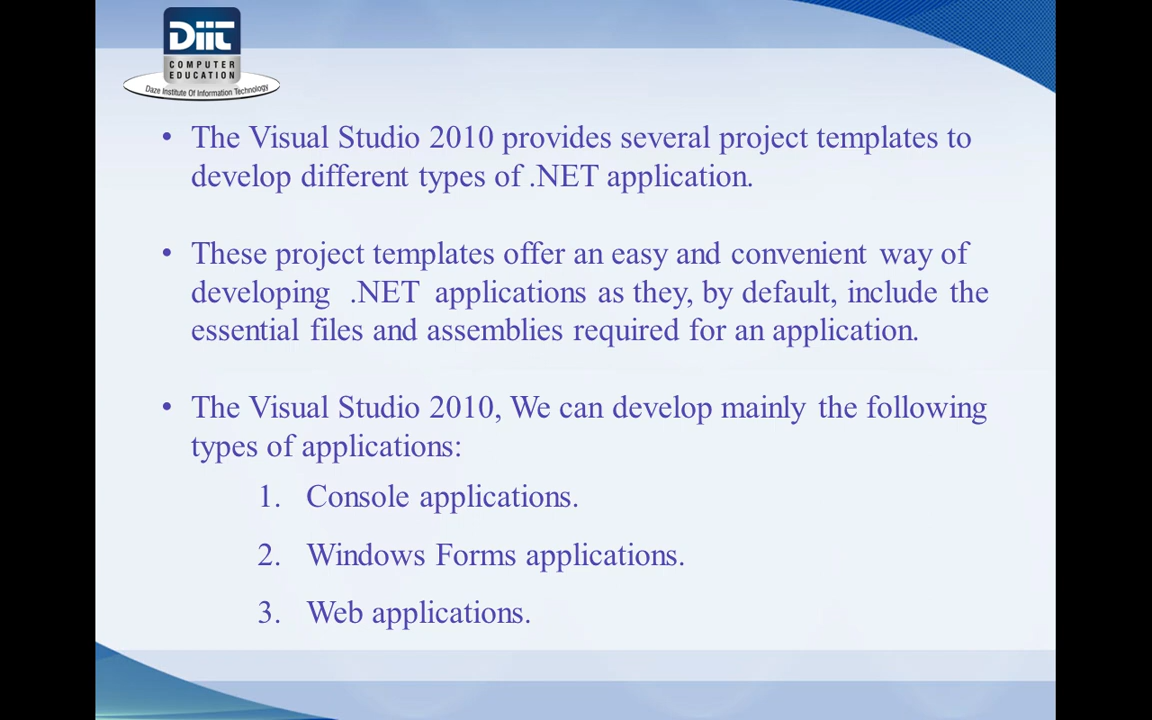 DiiT
COMPUTER
EDUCATION
Daze Institute Of Information Technology
• The Visual Studio 2010 provides several project templates to
develop different types of .NET application.
• These project templates offer an easy and convenient way of
developing .NET applications as they, by default, include the
essential files and assemblies required for an application.
• The Visual Studio 2010, We can develop mainly the following
types of applications:
1. Console applications.
2. Windows Forms applications.
3. Web applications.